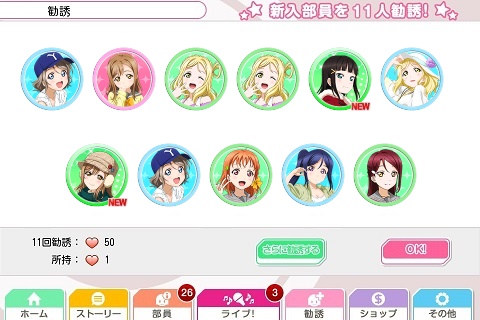 勧誘
新入部員を11人勧誘!
NEW
NEW
11回勧誘: 50
所持: 1
さらに勧誘する
OK!
26
3
ホーム
ストーリー
部員
ライブ!
勧誘
ショップ
その他